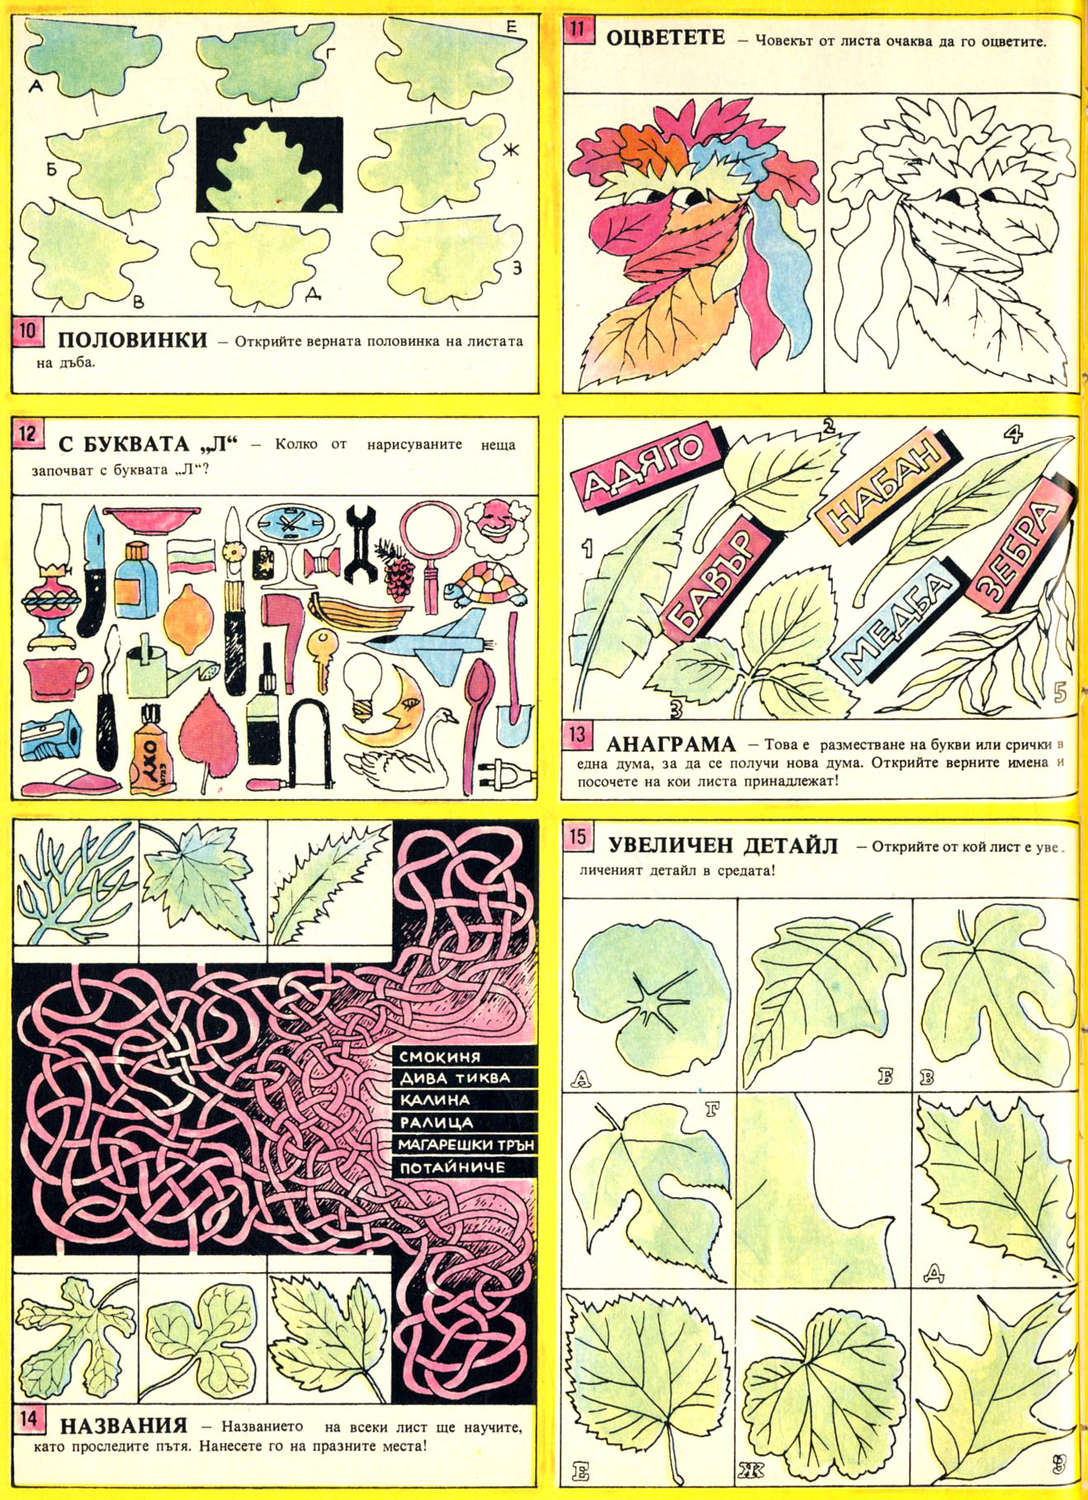 А
Г
Е
Б
Ж
В
Д
З
10 ПОЛОВИНКИ – Открийте верната половинка на листата
на дъба.
11 ОЦВЕТЕТЕ – Човекът от листа очаква да го оцветите.
12 С БУКВАТА „Л“ – Колко от нарисуваните неща
започват с буквата „Л“?
ОХО
АДЯГО
2
НАБАН
4
1
БАВЪР
ЗЕБРА
МЕДБА
3
5
13 АНАГРАМА – Това е разместване на букви или срички в
една дума, за да се получи нова дума. Открийте верните имена и
посочете на кои листа принадлежат!
СМОКИНЯ
ДИВА ТИКВА
КАЛИНА
РАЛИЦА
МАГАРЕШКИ ТРЪН
ПОТАЙНИЧЕ
14 НАЗВАНИЯ – Названието на всеки лист ще научите,
като проследите пътя. Нанесете го на празните места!
15 УВЕЛИЧЕН ДЕТАЙЛ – Открийте от кой лист е уве-
личеният детайл в средата!
А
Б
В
Г
Д
Е
Ж
З